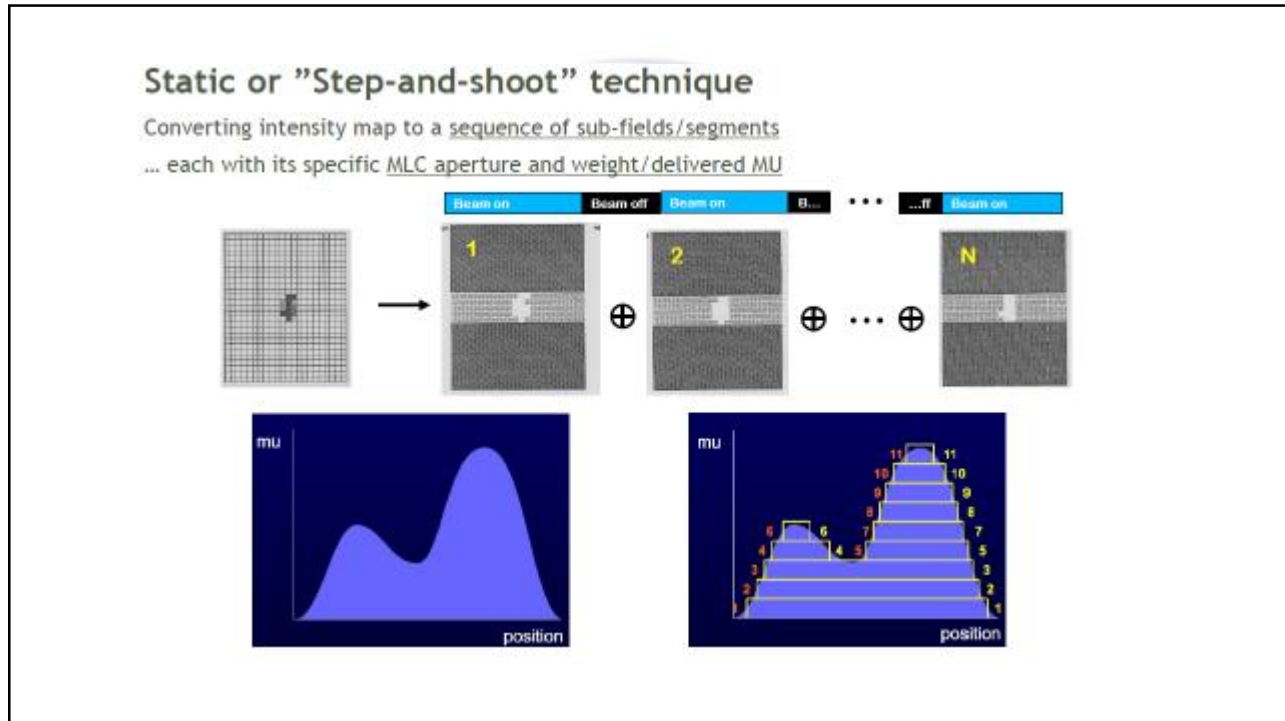 Static or ”Step-and-shoot” technique
Converting intensity map to a sequence of sub-fields/segments
... each with its specific MLC aperture and weight/delivered MU
Beam on Beam off Beam on B... ...ff Beam on
1 2 N
mu
position
mu
11 11
10 10
9 9
8 8
6 6 7 7
4 4 5 5
3 3
2 2
1 1
position